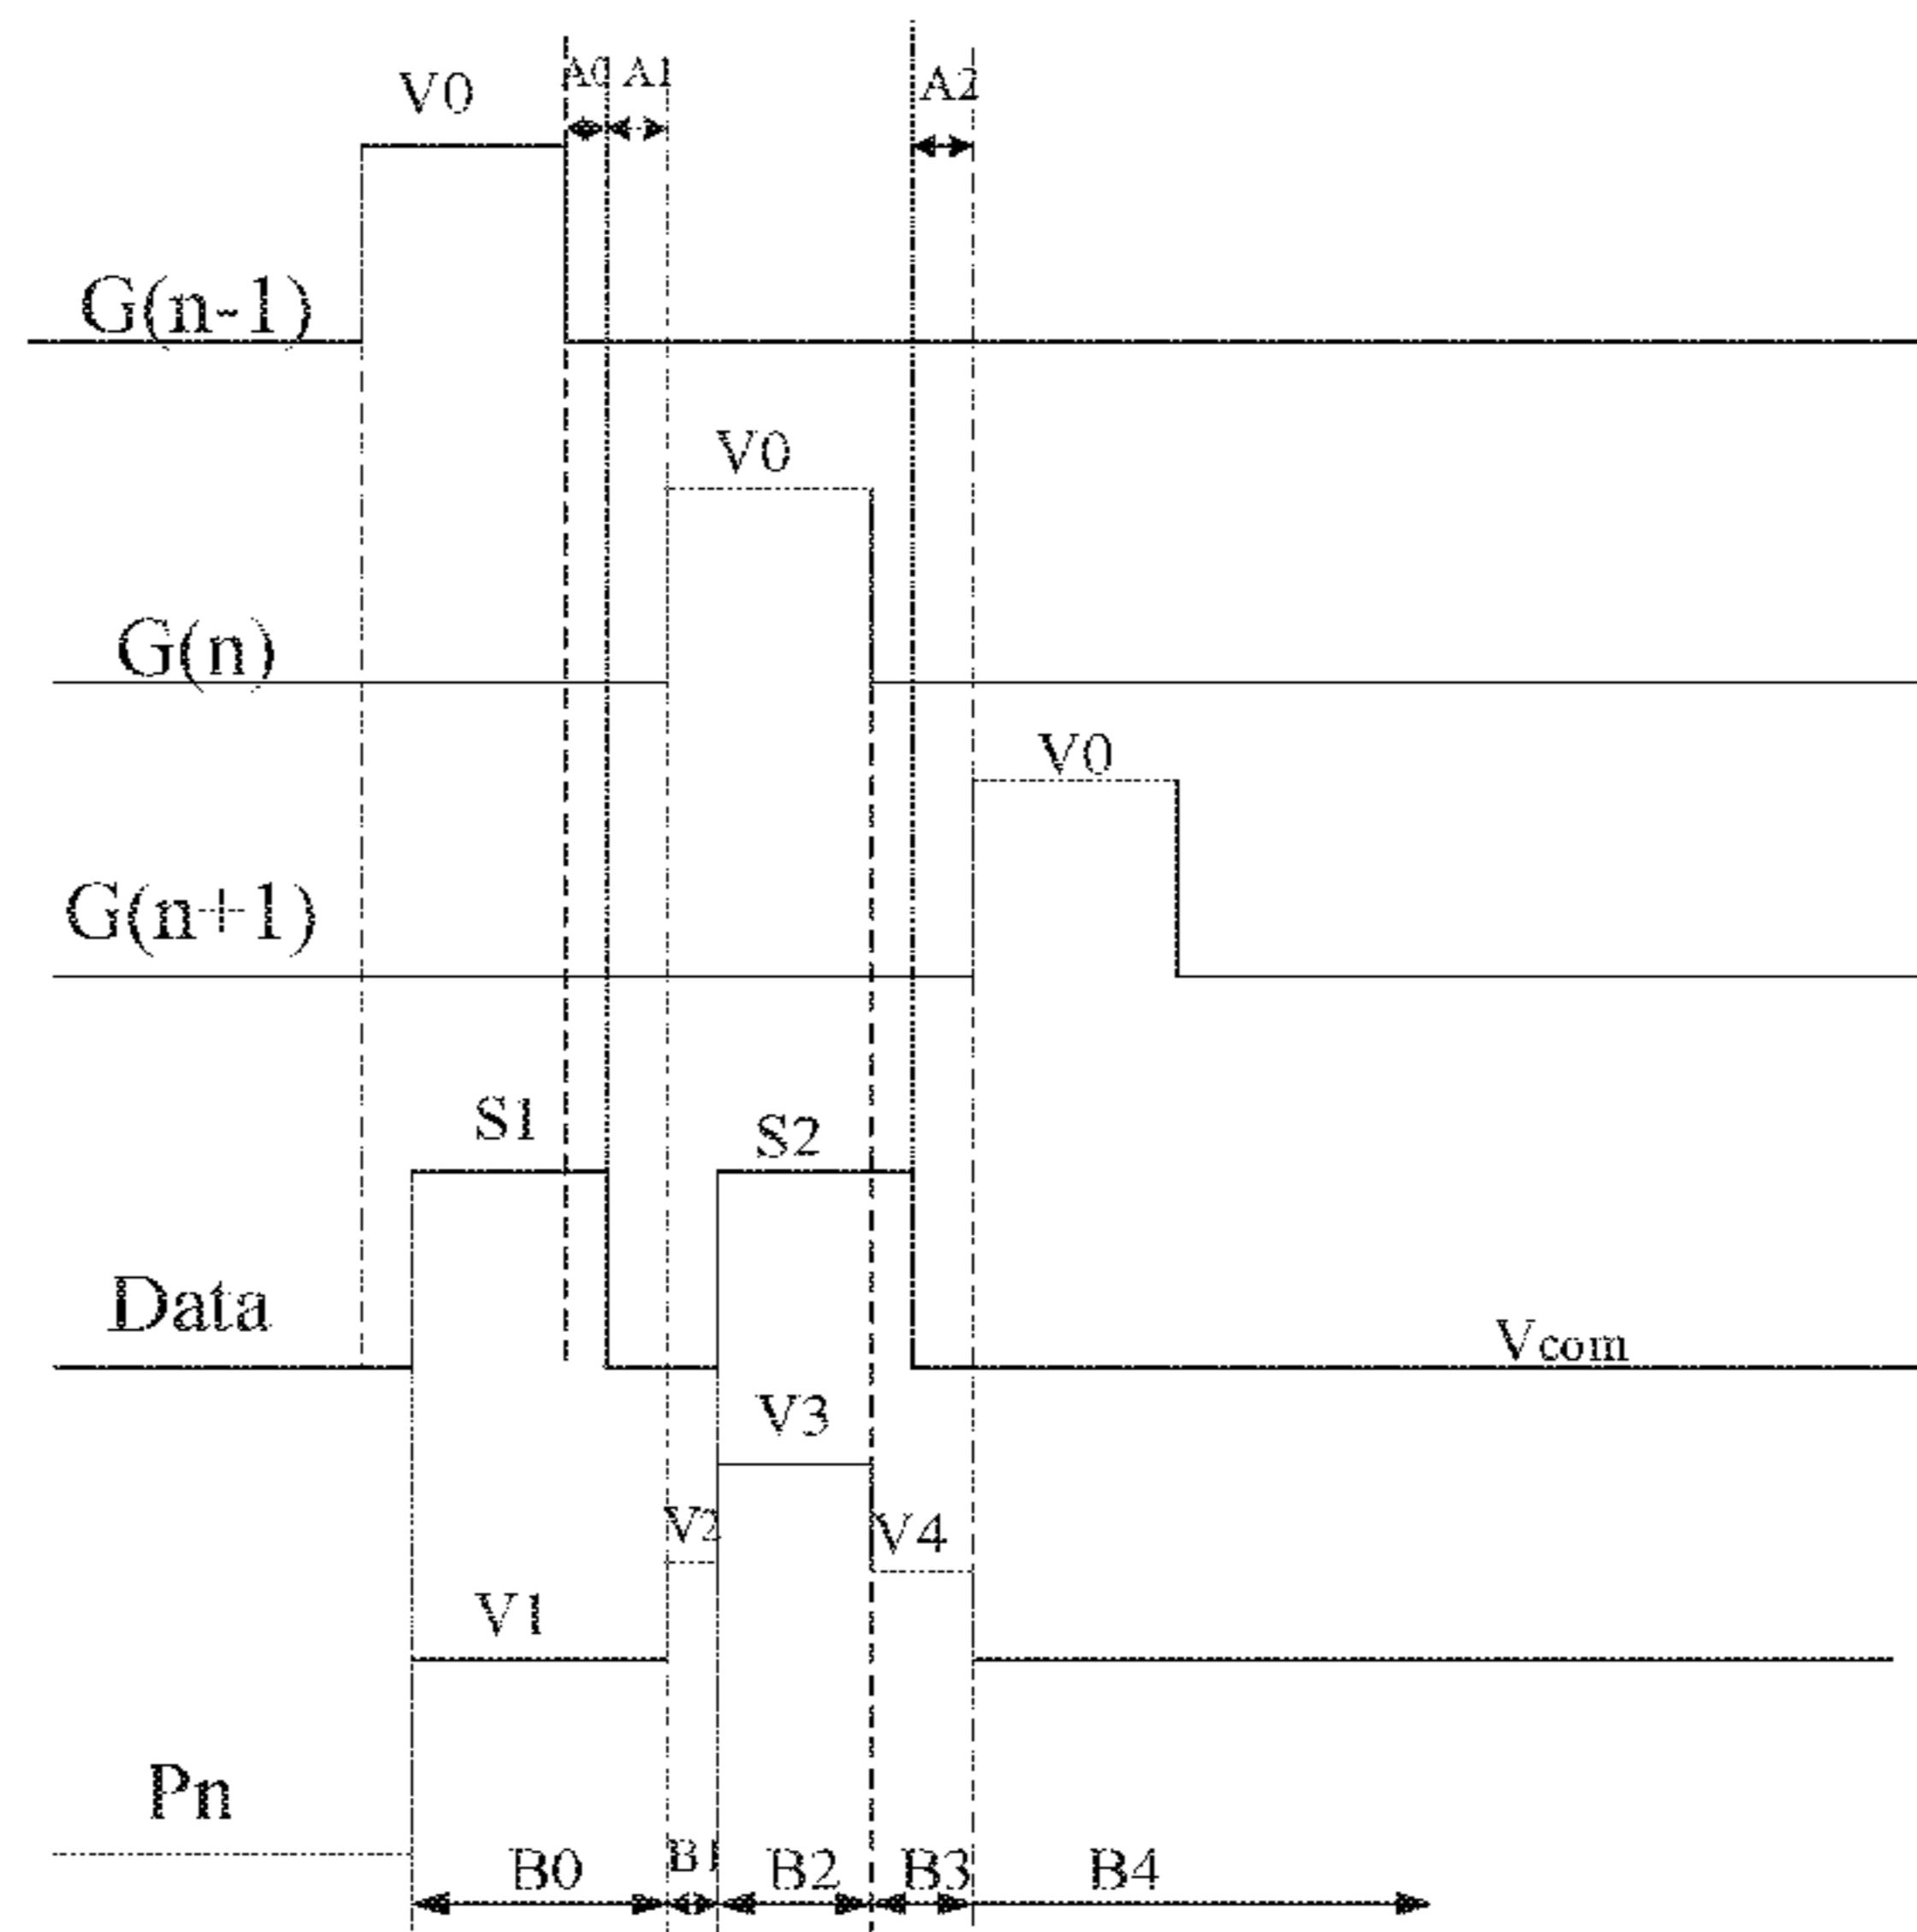 V0
A0
A1
A2
G(n-1)
V0
G(n)
V0
G(n+1)
S1
S2
Data
Vcom
V3
V2
V4
V1
Pn
B0
B1
B2
B3
B4